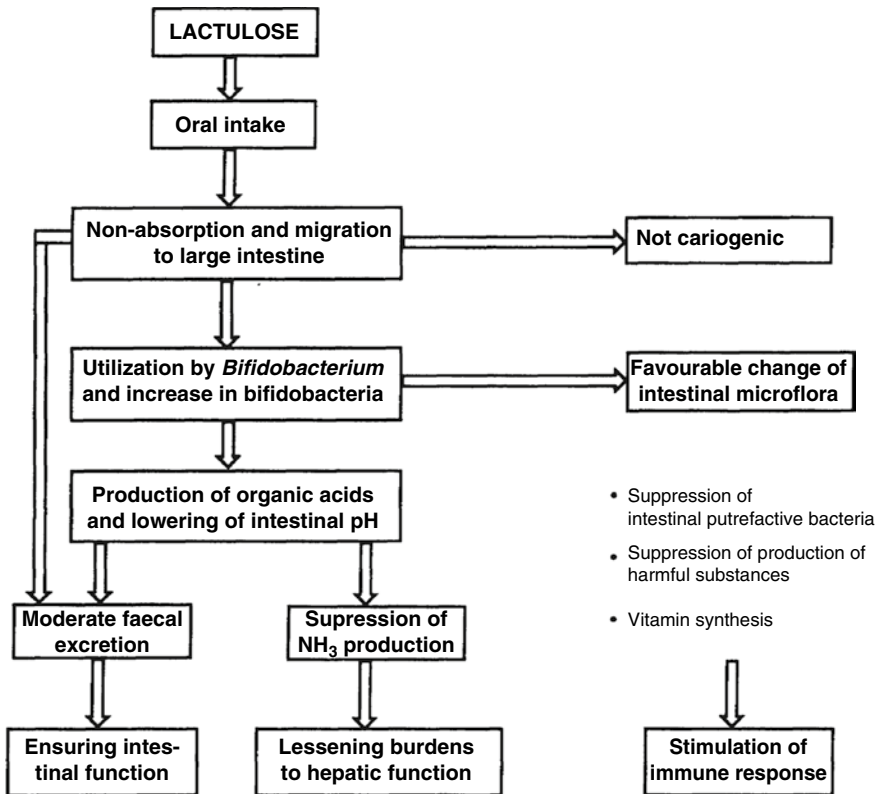 LACTULOSE
Oral intake
Non-absorption and migration
to large intestine
Not cariogenic
Utilization by Bifidobacterium
and increase in bifidobacteria
Favourable change of
intestinal microflora
Production of organic acids
and lowering of intestinal pH
• Suppression of
intestinal putrefactive bacteria
• Suppression of production of
harmful substances
• Vitamin synthesis
Moderate faecal
excretion
Supression of
NH₃ production
Ensuring intes-
tinal function
Lessening burdens
to hepatic function
Stimulation of
immune response